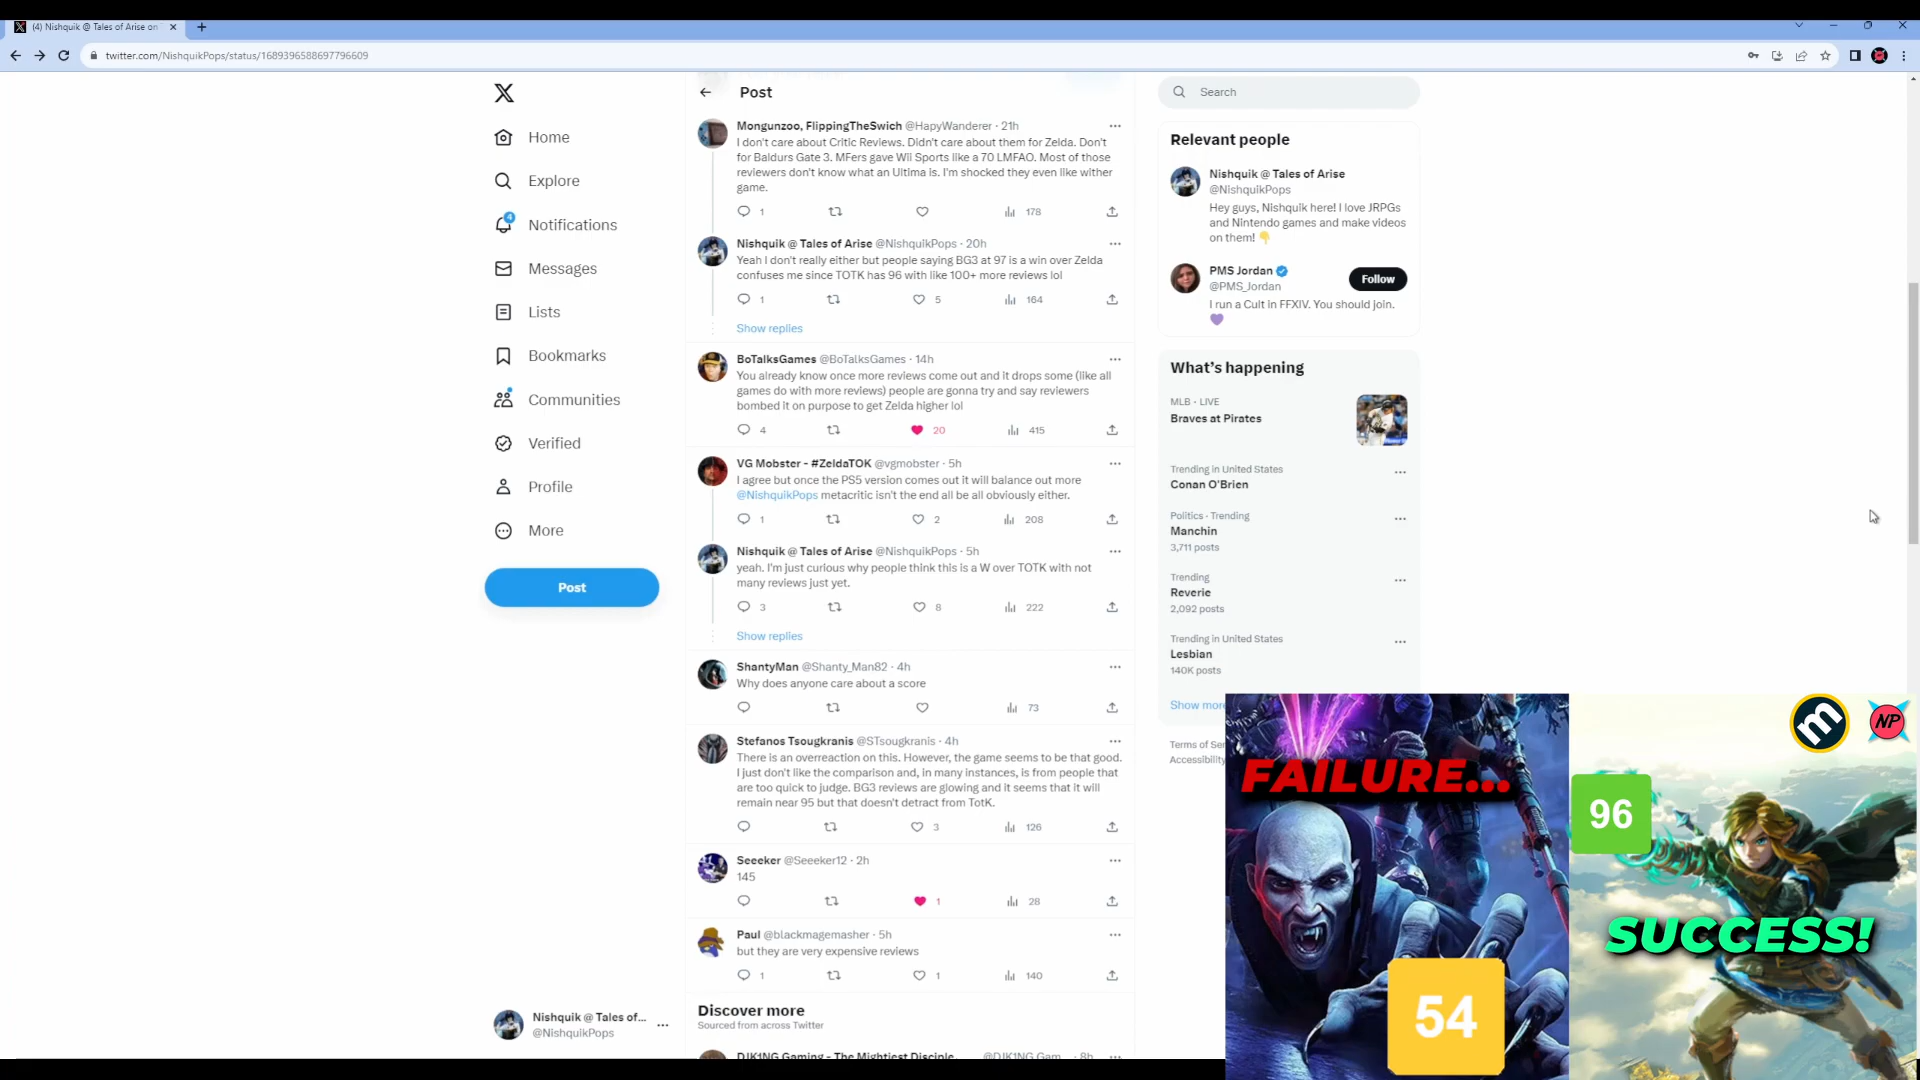 (4) Nishquik @ Tales of Arise on
twitter.com/NishquikPops/status/1689396588697796609
Home
Explore
4
Notifications
Messages
Lists
Bookmarks
Communities
Verified
Profile
More
Post
Nishquik @ Tales of...
@NishquikPops
Post
Mongunzoo, FlippingTheSwich @HapyWanderer · 21h
I don't care about Critic Reviews. Didn't care about them for Zelda. Don't
for Baldurs Gate 3. MFers gave Wii Sports like a 70 LMFAO. Most of those
reviewers don't know what an Ultima is. I'm shocked they even like wither
game.
1 178
Nishquik @ Tales of Arise @NishquikPops · 20h
Yeah I don't really either but people saying BG3 at 97 is a win over Zelda
confuses me since TOTK has 96 with like 100+ more reviews lol
1 5 164
Show replies
BoTalksGames @BoTalksGames · 14h
You already know once more reviews come out and it drops some (like all
games do with more reviews) people are gonna try and say reviewers
bombed it on purpose to get Zelda higher lol
4 20 415
VG Mobster - #ZeldaTOK @vgmobster · 5h
I agree but once the PS5 version comes out it will balance out more
@NishquikPops metacritic isn't the end all be all obviously either.
1 2 208
Nishquik @ Tales of Arise @NishquikPops · 5h
yeah. I'm just curious why people think this is a W over TOTK with not
many reviews just yet.
3 8 222
Show replies
ShantyMan @Shanty_Man82 · 4h
Why does anyone care about a score
73
Stefanos Tsougkranis @STsougkranis · 4h
There is an overreaction on this. However, the game seems to be that good.
I just don't like the comparison and, in many instances, is from people that
are too quick to judge. BG3 reviews are glowing and it seems that it will
remain near 95 but that doesn't detract from TotK.
3 126
Seeeker @Seeeker12 · 2h
145
1 28
Paul @blackmagemasher · 5h
but they are very expensive reviews
1 1 140
Discover more
Sourced from across Twitter
DJK1NG Gaming - The Mightiest Disciple. @DJK1NG_Gam... · 8h
Search
Relevant people
Nishquik @ Tales of Arise
@NishquikPops
Hey guys, Nishquik here! I love JRPGs
and Nintendo games and make videos
on them!
PMS Jordan
@PMS_Jordan
Follow
I run a Cult in FFXIV. You should join.
What's happening
MLB · LIVE
Braves at Pirates
Trending in United States
Conan O'Brien
Politics · Trending
Manchin
3,711 posts
Trending
Reverie
2,092 posts
Trending in United States
Lesbian
140K posts
Show more
Terms of Ser
Accessibility
FAILURE...
54
m
NP
96
SUCCESS!